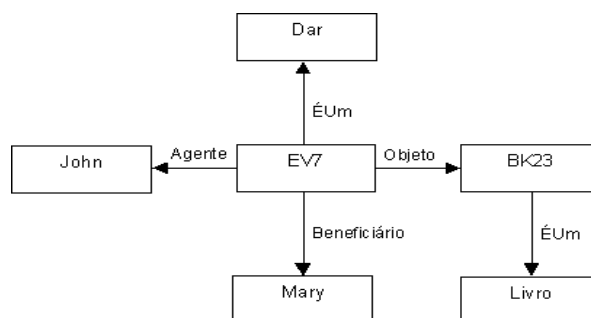 Dar
ÉUm
John
Agente
EV7
Objeto
BK23
Beneficiário
ÉUm
Mary
Livro